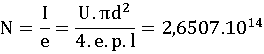 N = I/e = U.πd²/4.e.p.l = 2,6507.10¹⁴